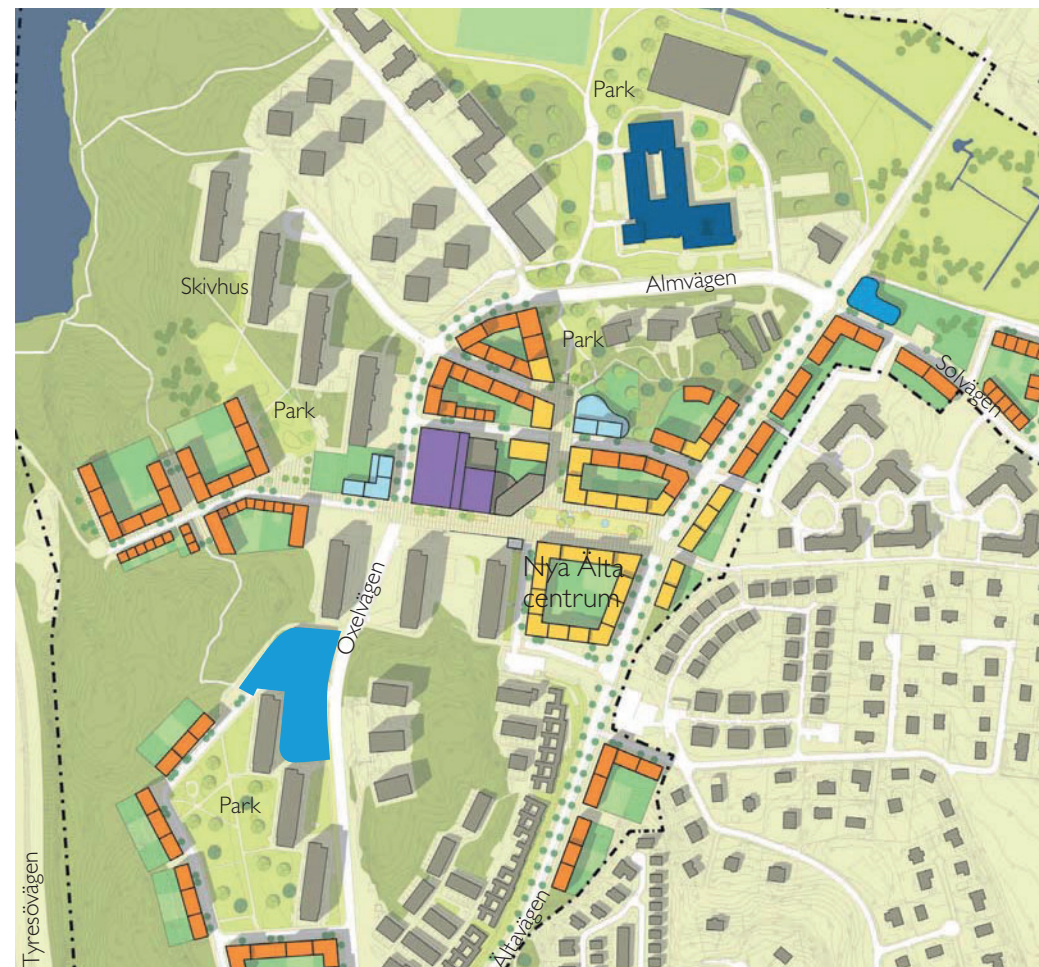 Park
Almvägen
Skivhus
Park
Solvägen
Park
Nya Älta
centrum
Oxelvägen
Park
Tyresövägen
Ältavägen